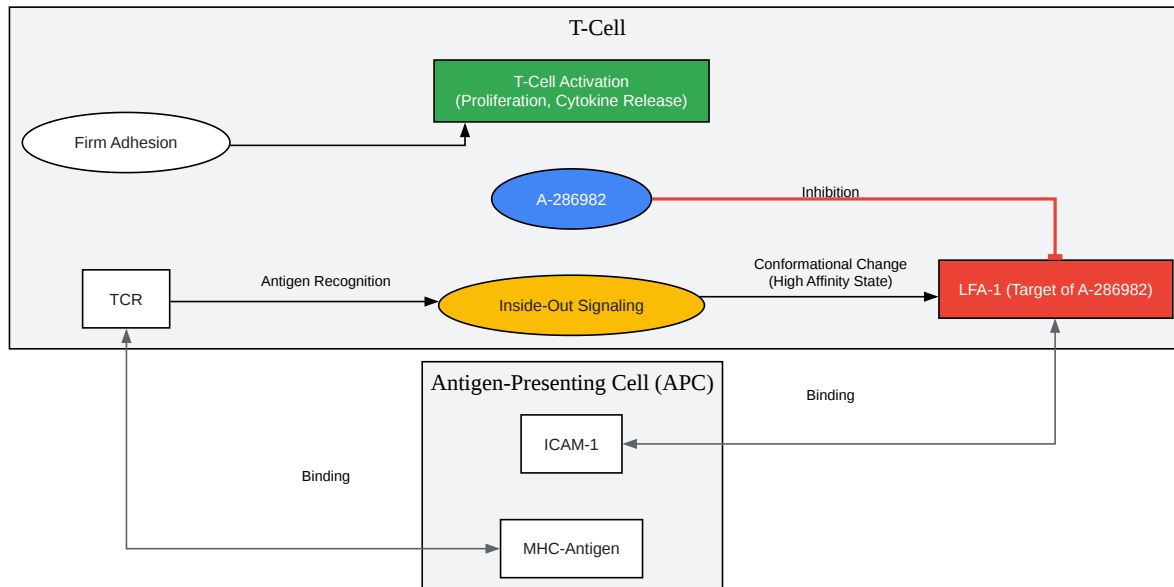 T-Cell
T-Cell Activation
(Proliferation, Cytokine Release)
Firm Adhesion
A-286982
Inhibition
TCR
Antigen Recognition
Inside-Out Signaling
Conformational Change
(High Affinity State)
LFA-1 (Target of A-286982)
Antigen-Presenting Cell (APC)
Binding
ICAM-1
Binding
MHC-Antigen